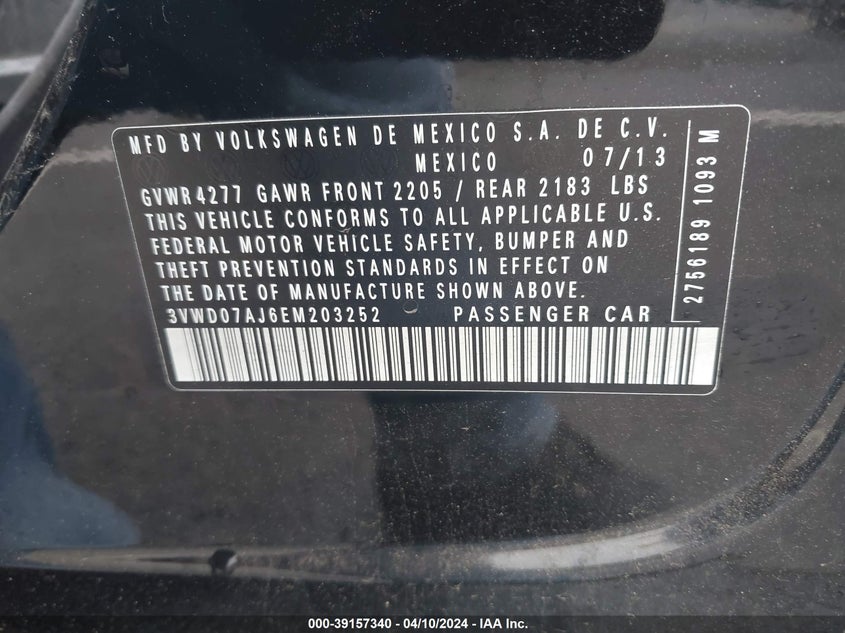 MFD BY VOLKSWAGEN DE MEXICO S.A. DE C.V.
MEXICO 07/13
GVWR 4277 GAWR FRONT 2205 / REAR 2183 LBS
THIS VEHICLE CONFORMS TO ALL APPLICABLE U.S.
FEDERAL MOTOR VEHICLE SAFETY, BUMPER AND
THEFT PREVENTION STANDARDS IN EFFECT ON
THE DATE OF MANUFACTURE SHOWN ABOVE.
3VWD07AJ6EM203252 PASSENGER CAR
2756189 1093 M
000-39157340 - 04/10/2024 - IAA Inc.